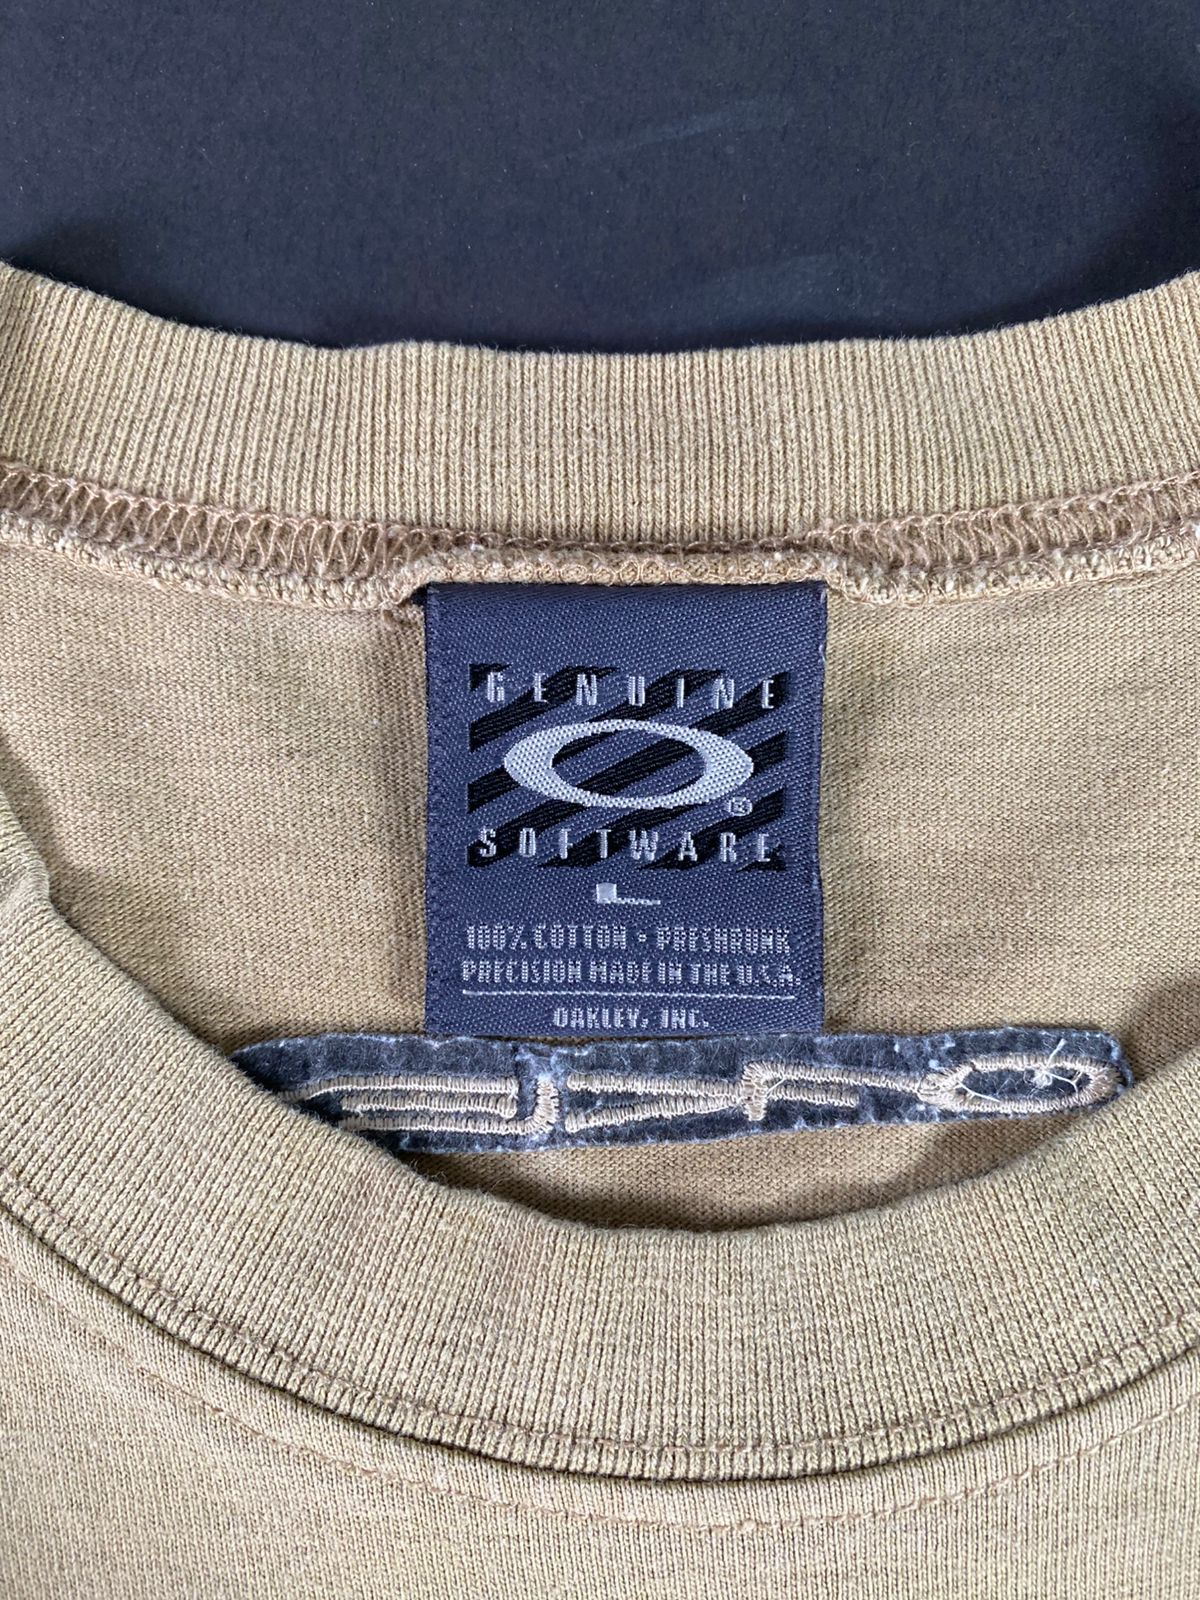 GENUINE
®
SOFTWARE
L
100% COTTON • PRESHRUNK
PRECISION MADE IN THE U.S.A.
OAKLEY, INC.